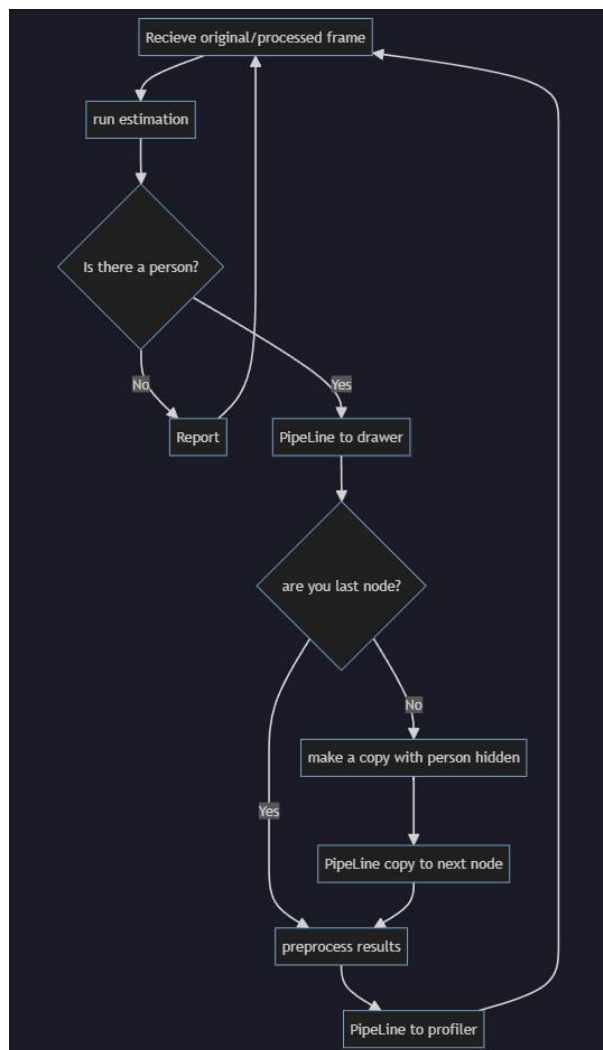 Recieve original/processed frame
run estimation
Is there a person?
No
Yes
Report
PipeLine to drawer
are you last node?
No
make a copy with person hidden
Yes
PipeLine copy to next node
preprocess results
PipeLine to profiler